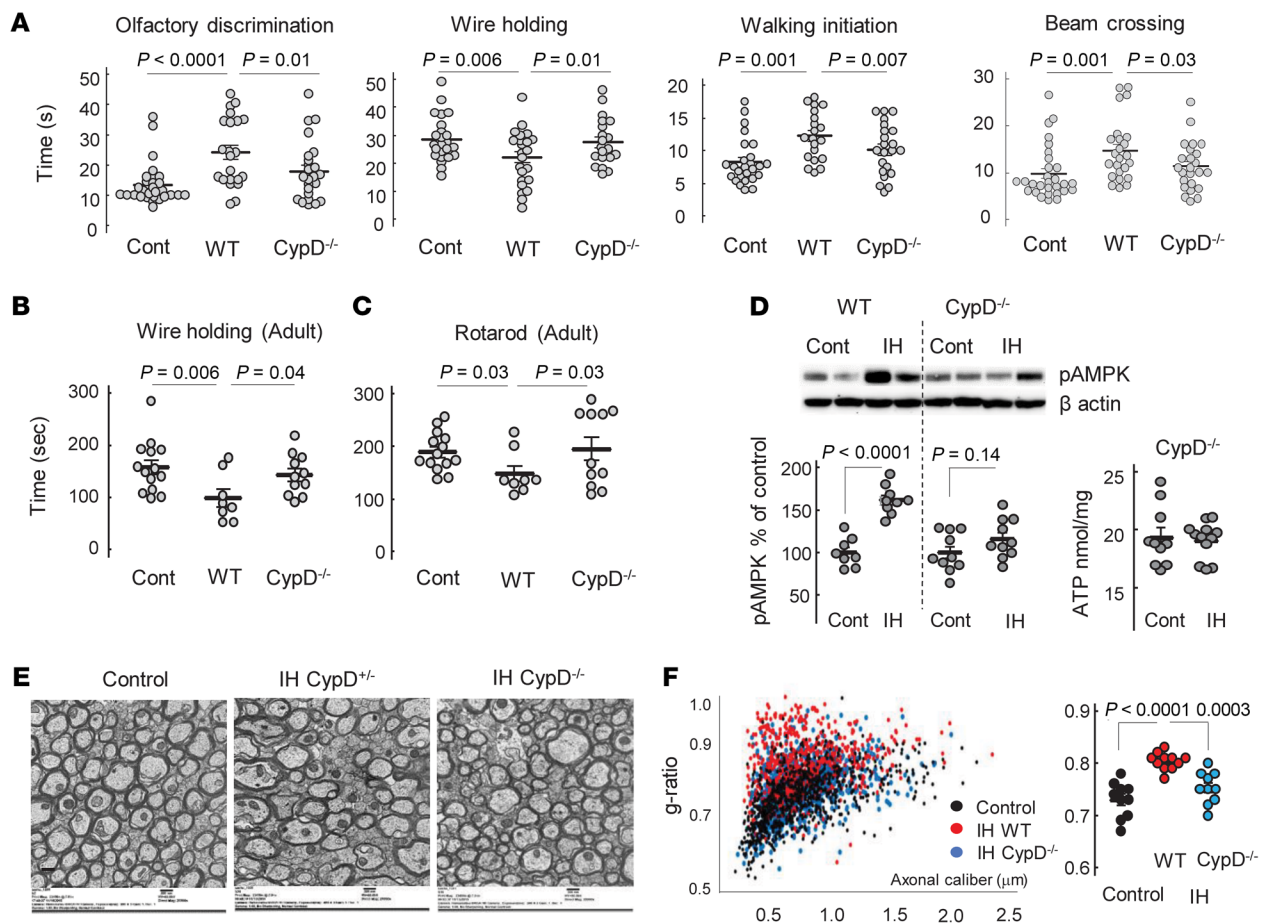 A
Olfactory discrimination
Wire holding
Walking initiation
Beam crossing
P < 0.0001 P = 0.01
P = 0.006 P = 0.01
P = 0.001 P = 0.007
P = 0.001 P = 0.03
Time (s)
50
40
30
20
10
0
50
40
30
20
10
0
20
15
10
5
0
30
20
10
0
Cont WT CypD-/-
Cont WT CypD-/-
Cont WT CypD-/-
Cont WT CypD-/-
B
Wire holding (Adult)
P = 0.006 P = 0.04
Time (sec)
300
200
100
0
Cont WT CypD-/-
C
Rotarod (Adult)
P = 0.03 P = 0.03
300
200
100
0
Cont WT CypD-/-
D
WT CypD-/-
Cont IH Cont IH
pAMPK
β actin
P < 0.0001 P = 0.14
pAMPK % of control
200
150
100
50
Cont IH Cont IH
CypD-/-
ATP nmol/mg
25
20
15
Cont IH
E
Control
IH CypD+/-
IH CypD-/-
F
g-ratio
1.0
0.9
0.7
0.5
Control
IH WT
IH CypD-/-
Axonal caliber (μm)
0.5 1.0 1.5 2.0 2.5
P < 0.0001 0.0003
0.9
0.8
0.7
0.6
WT CypD-/-
Control IH